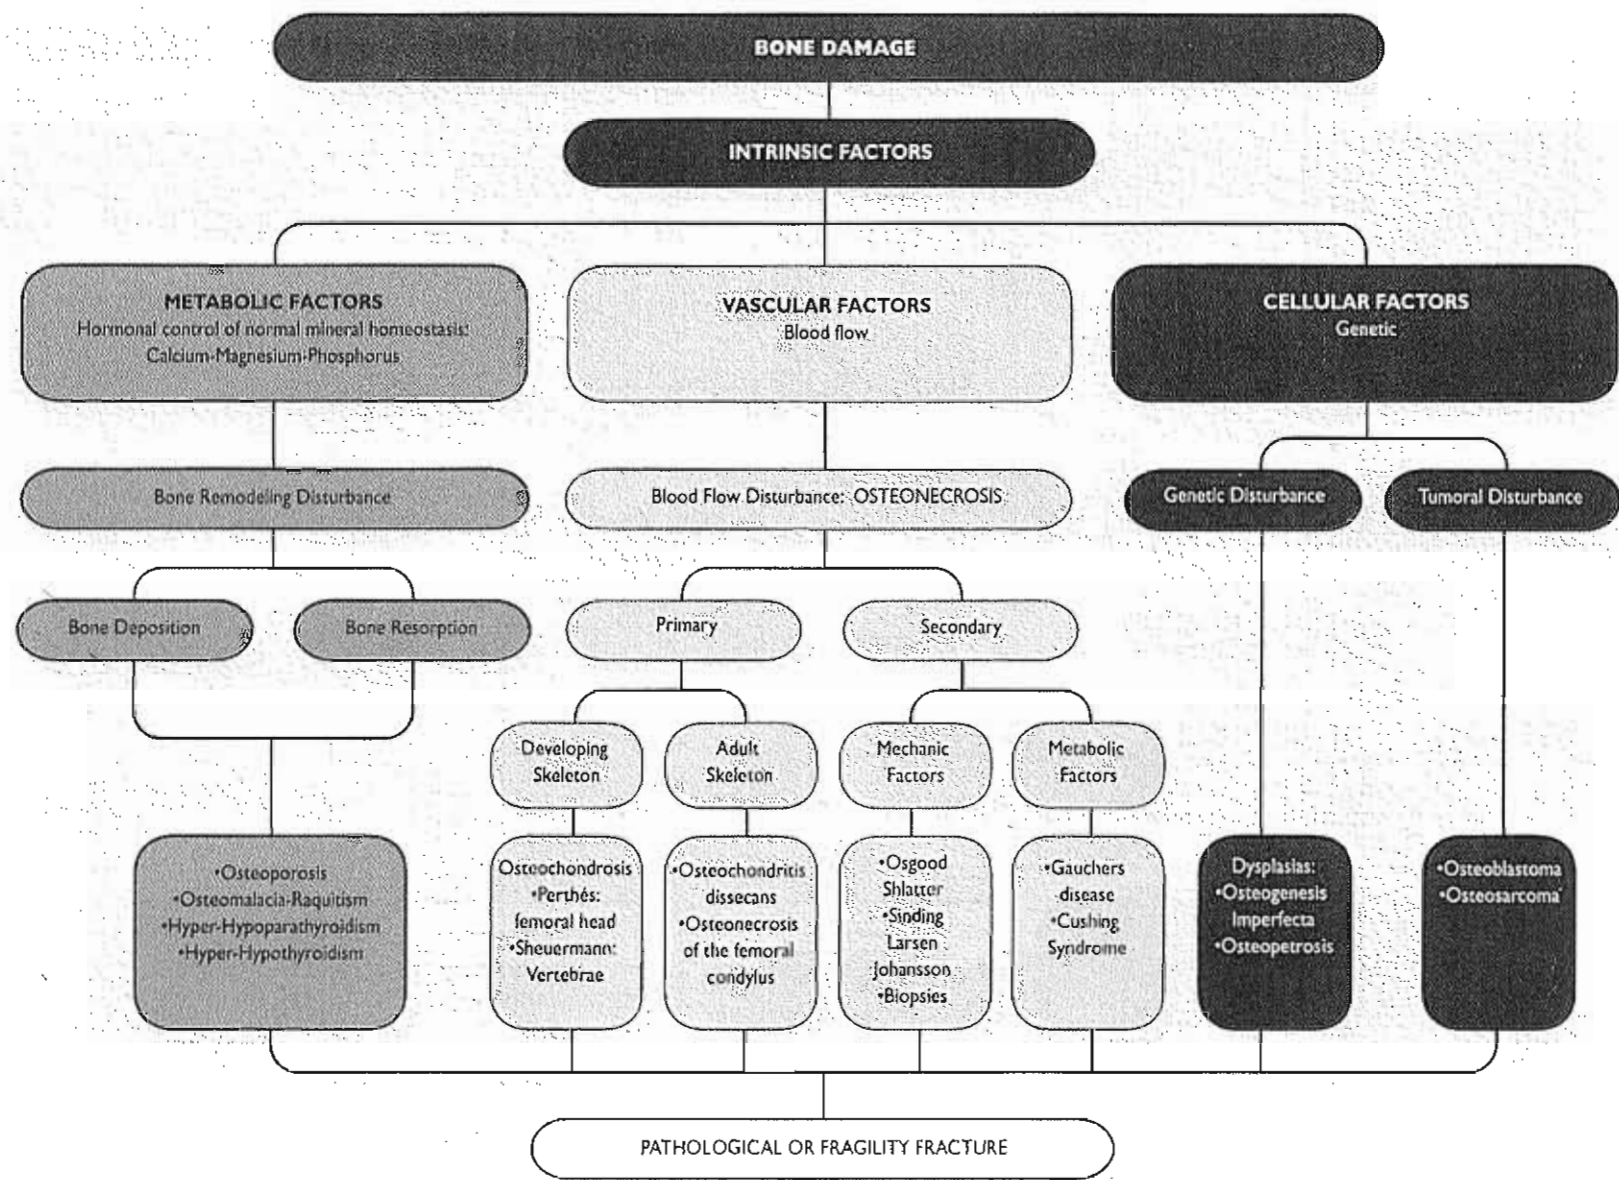 BONE DAMAGE
INTRINSIC FACTORS
METABOLIC FACTORS
Hormonal control of normal mineral homeostasis:
Calcium-Magnesium-Phosphorus
VASCULAR FACTORS
Blood flow
CELLULAR FACTORS
Genetic
Bone Remodeling Disturbance
Blood Flow Disturbance: OSTEONECROSIS
Genetic Disturbance
Tumoral Disturbance
Bone Deposition
Bone Resorption
Primary
Secondary
Developing
Skeleton
Adult
Skeleton
Mechanic
Factors
Metabolic
Factors
•Osteoporosis
•Osteomalacia-Raquitism
•Hyper-Hypoparathyroidism
•Hyper-Hypothyroidism
Osteochondrosis
•Perthés:
femoral head
•Sheuermann:
Vertebrae
•Osteochondritis
dissecans
•Osteonecrosis
of the femoral
condylus
•Osgood
Shlatter
•Sinding
Larsen
Johansson
•Biopsies
•Gauchers
disease
•Cushing
Syndrome
Dysplasias:
•Osteogenesis
Imperfecta
•Osteopetrosis
•Osteoblastoma
•Osteosarcoma
PATHOLOGICAL OR FRAGILITY FRACTURE